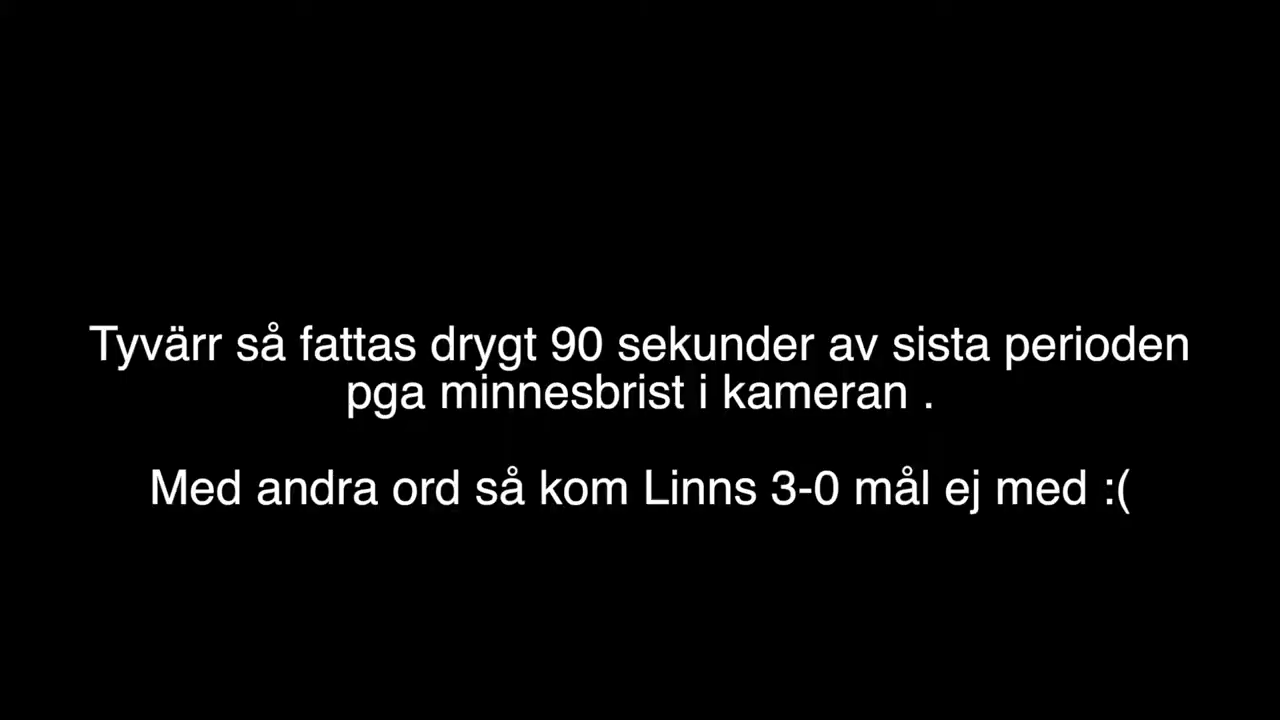 Tyvärr så fattas drygt 90 sekunder av sista perioden
pga minnesbrist i kameran .
Med andra ord så kom Linns 3-0 mål ej med :(